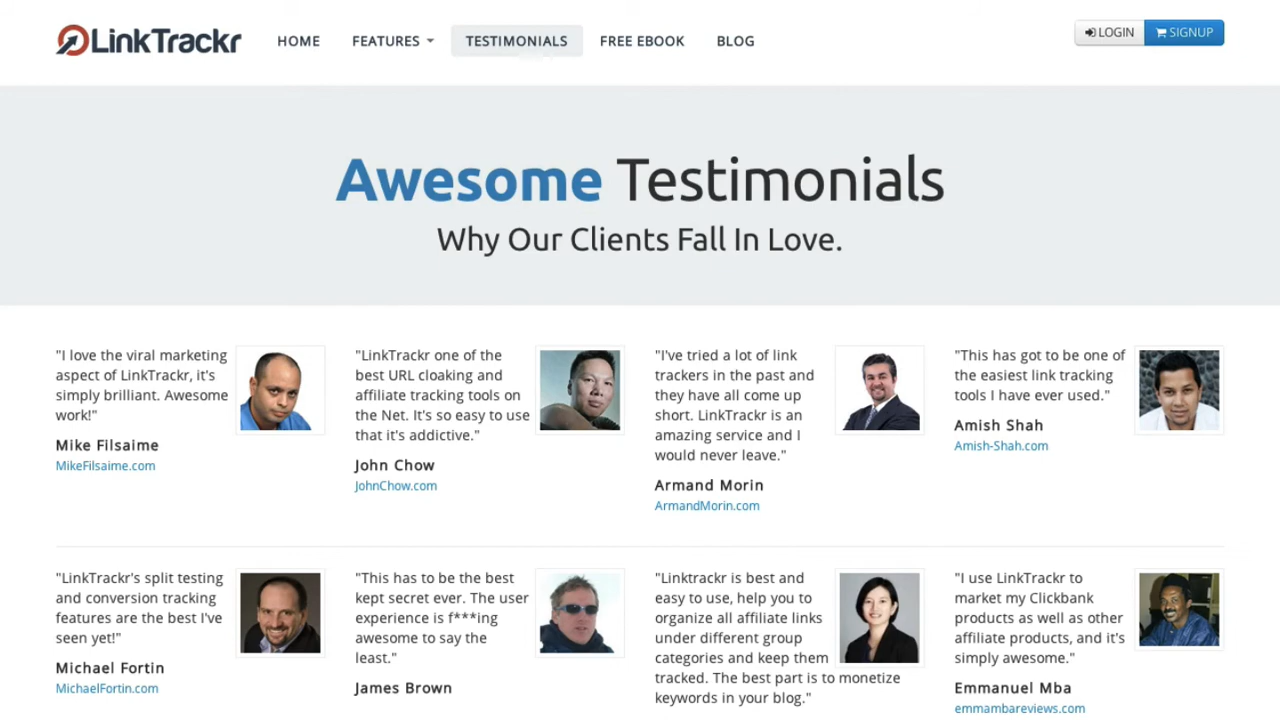 LinkTrackr
HOME
FEATURES
TESTIMONIALS
FREE EBOOK
BLOG
LOGIN
SIGNUP
Awesome Testimonials
Why Our Clients Fall In Love.
"I love the viral marketing
aspect of LinkTrackr, it's
simply brilliant. Awesome
work!"
Mike Filsaime
MikeFilsaime.com
"LinkTrackr one of the
best URL cloaking and
affiliate tracking tools on
the Net. It's so easy to use
that it's addictive."
John Chow
JohnChow.com
"I've tried a lot of link
trackers in the past and
they have all come up
short. LinkTrackr is an
amazing service and I
would never leave."
Armand Morin
ArmandMorin.com
"This has got to be one of
the easiest link tracking
tools I have ever used."
Amish Shah
Amish-Shah.com
"LinkTrackr's split testing
and conversion tracking
features are the best I've
seen yet!"
Michael Fortin
MichaelFortin.com
"This has to be the best
kept secret ever. The user
experience is f***ing
awesome to say the
least."
James Brown
"Linktrackr is best and
easy to use, help you to
organize all affiliate links
under different group
categories and keep them
tracked. The best part is to monetize
keywords in your blog."
"I use LinkTrackr to
market my Clickbank
products as well as other
affiliate products, and it's
simply awesome."
Emmanuel Mba
emmambareviews.com